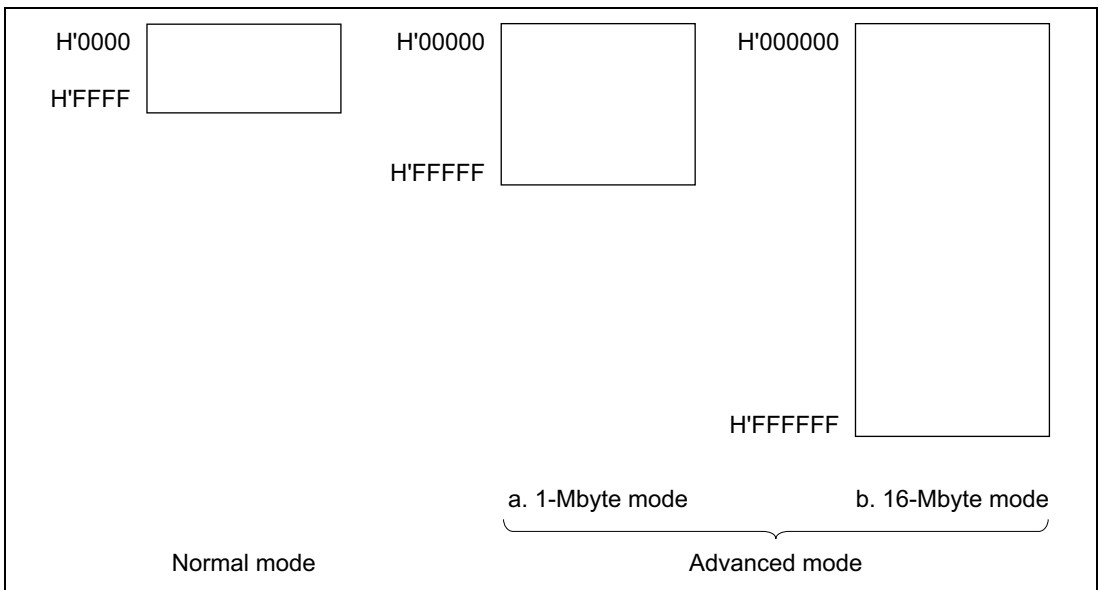 H'0000
H'FFFF
H'00000
H'FFFFF
H'000000
H'FFFFFF
a. 1-Mbyte mode
b. 16-Mbyte mode
Normal mode
Advanced mode